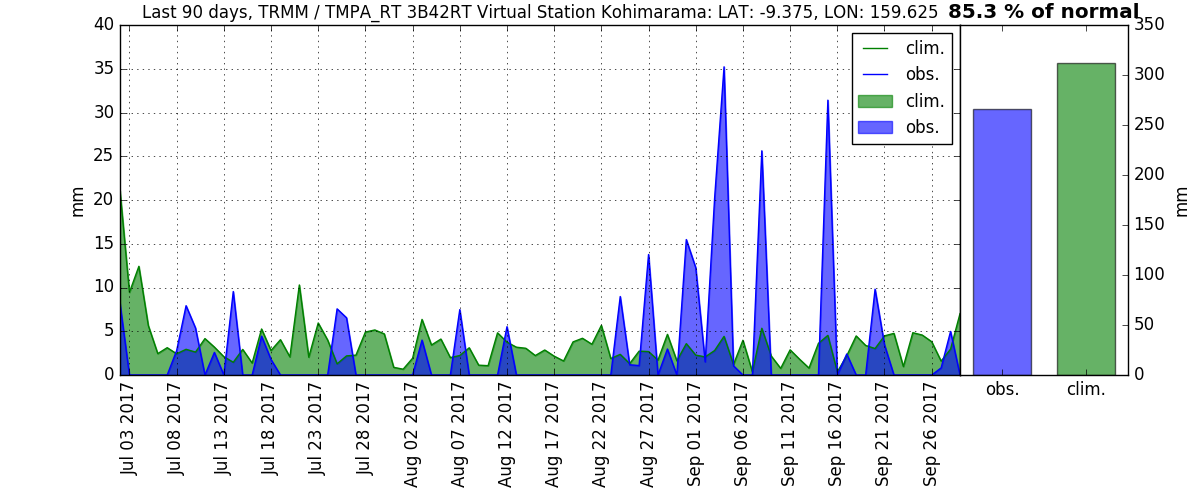 Last 90 days, TRMM / TMPA_RT 3B42RT Virtual Station Kohimarama: LAT: -9.375, LON: 159.625 85.3 % of normal
40
35
30
25
20
15
10
5
0
mm
clim.
obs.
clim.
obs.
350
300
250
200
150
100
50
0
mm
Jul 03 2017
Jul 08 2017
Jul 13 2017
Jul 18 2017
Jul 23 2017
Jul 28 2017
Aug 02 2017
Aug 07 2017
Aug 12 2017
Aug 17 2017
Aug 22 2017
Aug 27 2017
Sep 01 2017
Sep 06 2017
Sep 11 2017
Sep 16 2017
Sep 21 2017
Sep 26 2017
obs.
clim.